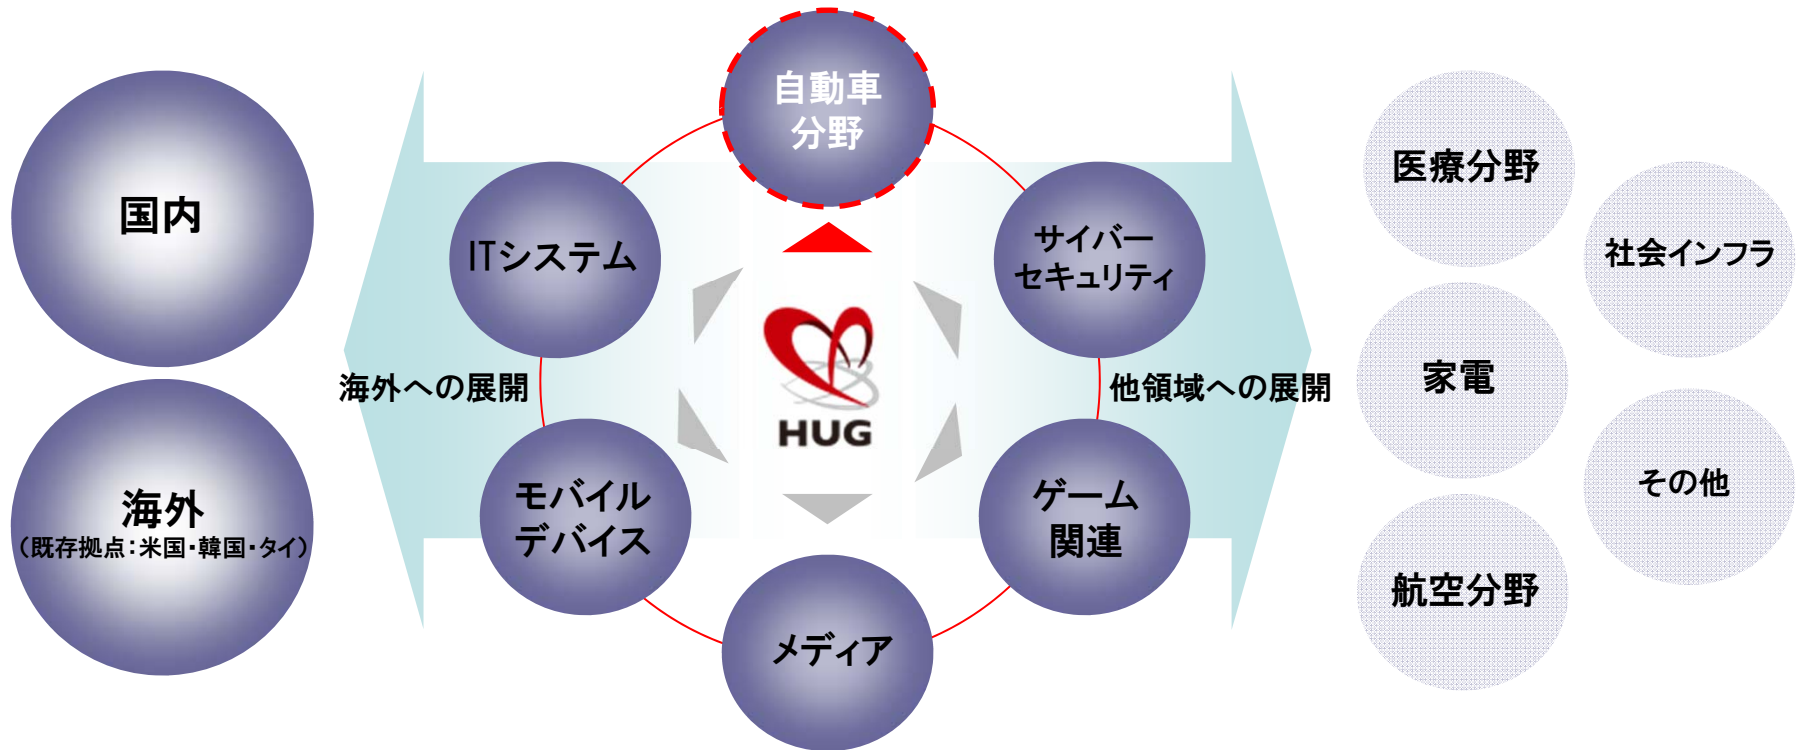 国内
海外
（既存拠点：米国・韓国・タイ）
海外への展開
自動車
分野
ITシステム
サイバー
セキュリティ
HUG
モバイル
デバイス
ゲーム
関連
メディア
他領域への展開
医療分野
社会インフラ
家電
その他
航空分野